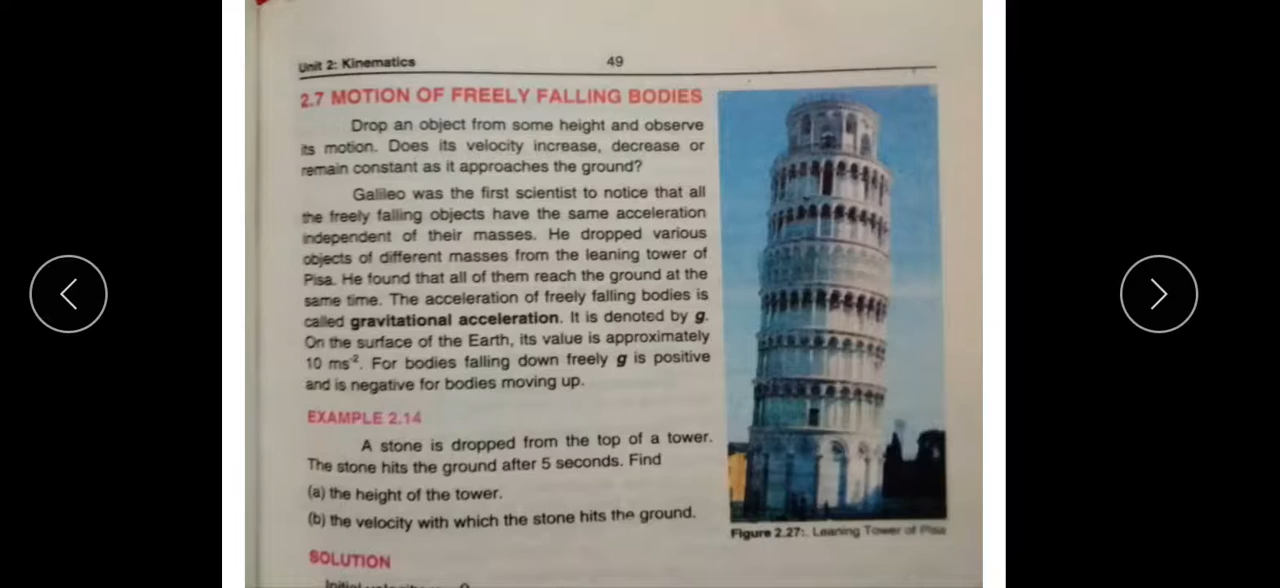 Unit 2: Kinematics
49
2.7 MOTION OF FREELY FALLING BODIES
Drop an object from some height and observe
its motion. Does its velocity increase, decrease or
remain constant as it approaches the ground?
Galileo was the first scientist to notice that all
the freely falling objects have the same acceleration
independent of their masses. He dropped various
objects of different masses from the leaning tower of
Pisa. He found that all of them reach the ground at the
same time. The acceleration of freely falling bodies is
called gravitational acceleration. It is denoted by g.
On the surface of the Earth, its value is approximately
10 ms⁻². For bodies falling down freely g is positive
and is negative for bodies moving up.
EXAMPLE 2.14
A stone is dropped from the top of a tower.
The stone hits the ground after 5 seconds. Find
(a) the height of the tower.
(b) the velocity with which the stone hits the ground.
Figure 2.27:. Leaning Tower of Pisa
SOLUTION